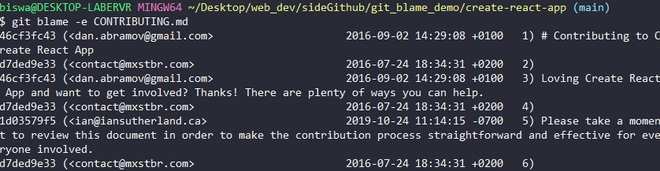 biswa@DESKTOP-LABERVR MINGW64 ~/Desktop/web_dev/sideGithub/git_blame_demo/create-react-app (main)
$ git blame -e CONTRIBUTING.md
46cf3fc43 (<dan.abramov@gmail.com> 2016-09-02 14:29:08 +0100 1) # Contributing to C
reate React App
d7ded9e33 (<contact@mxstbr.com> 2016-07-24 18:34:31 +0200 2)
46cf3fc43 (<dan.abramov@gmail.com> 2016-09-02 14:29:08 +0100 3) Loving Create React
App and want to get involved? Thanks! There are plenty of ways you can help.
d7ded9e33 (<contact@mxstbr.com> 2016-07-24 18:34:31 +0200 4)
1d03579f5 (<ian@iansutherland.ca> 2019-10-24 11:14:15 -0700 5) Please take a momen
t to review this document in order to make the contribution process straightforward and effective for eve
ryone involved.
d7ded9e33 (<contact@mxstbr.com> 2016-07-24 18:34:31 +0200 6)